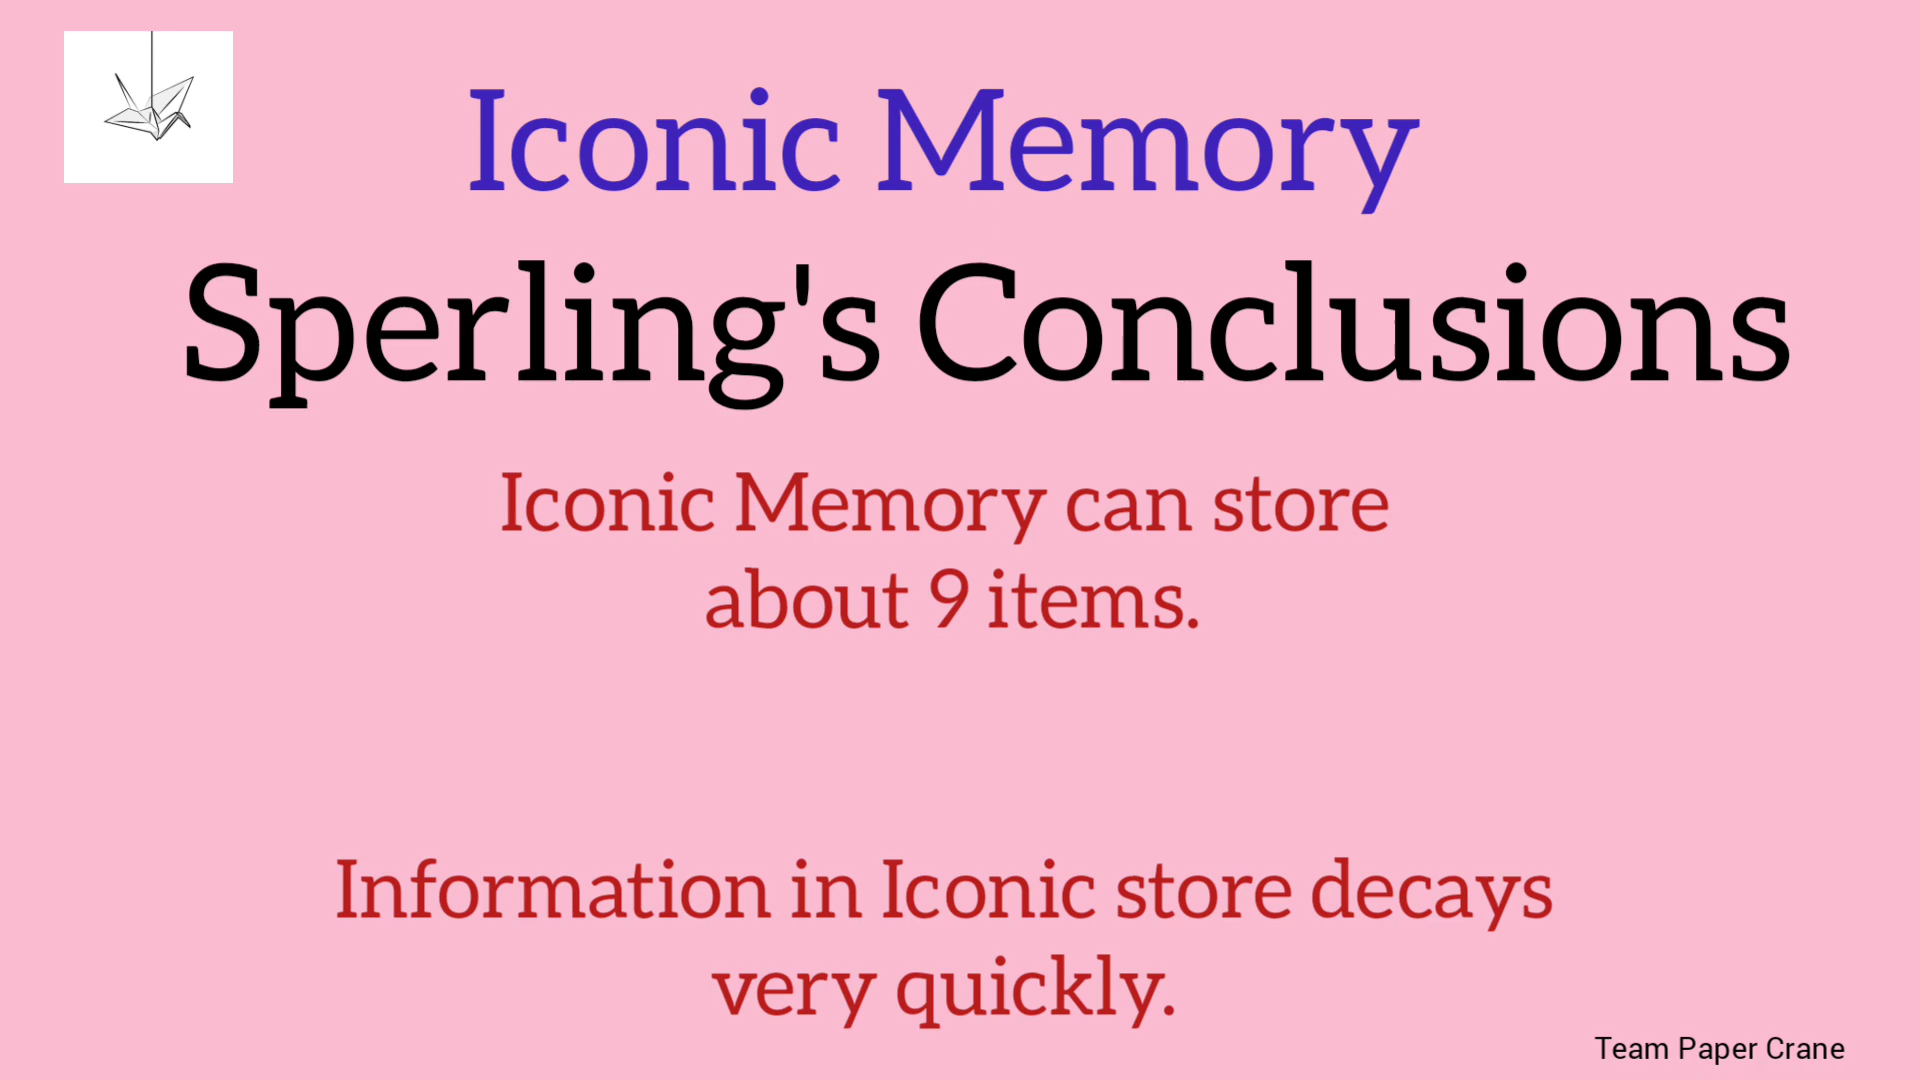 Iconic Memory
Sperling's Conclusions
Iconic Memory can store
about 9 items.
Information in Iconic store decays
very quickly.
Team Paper Crane